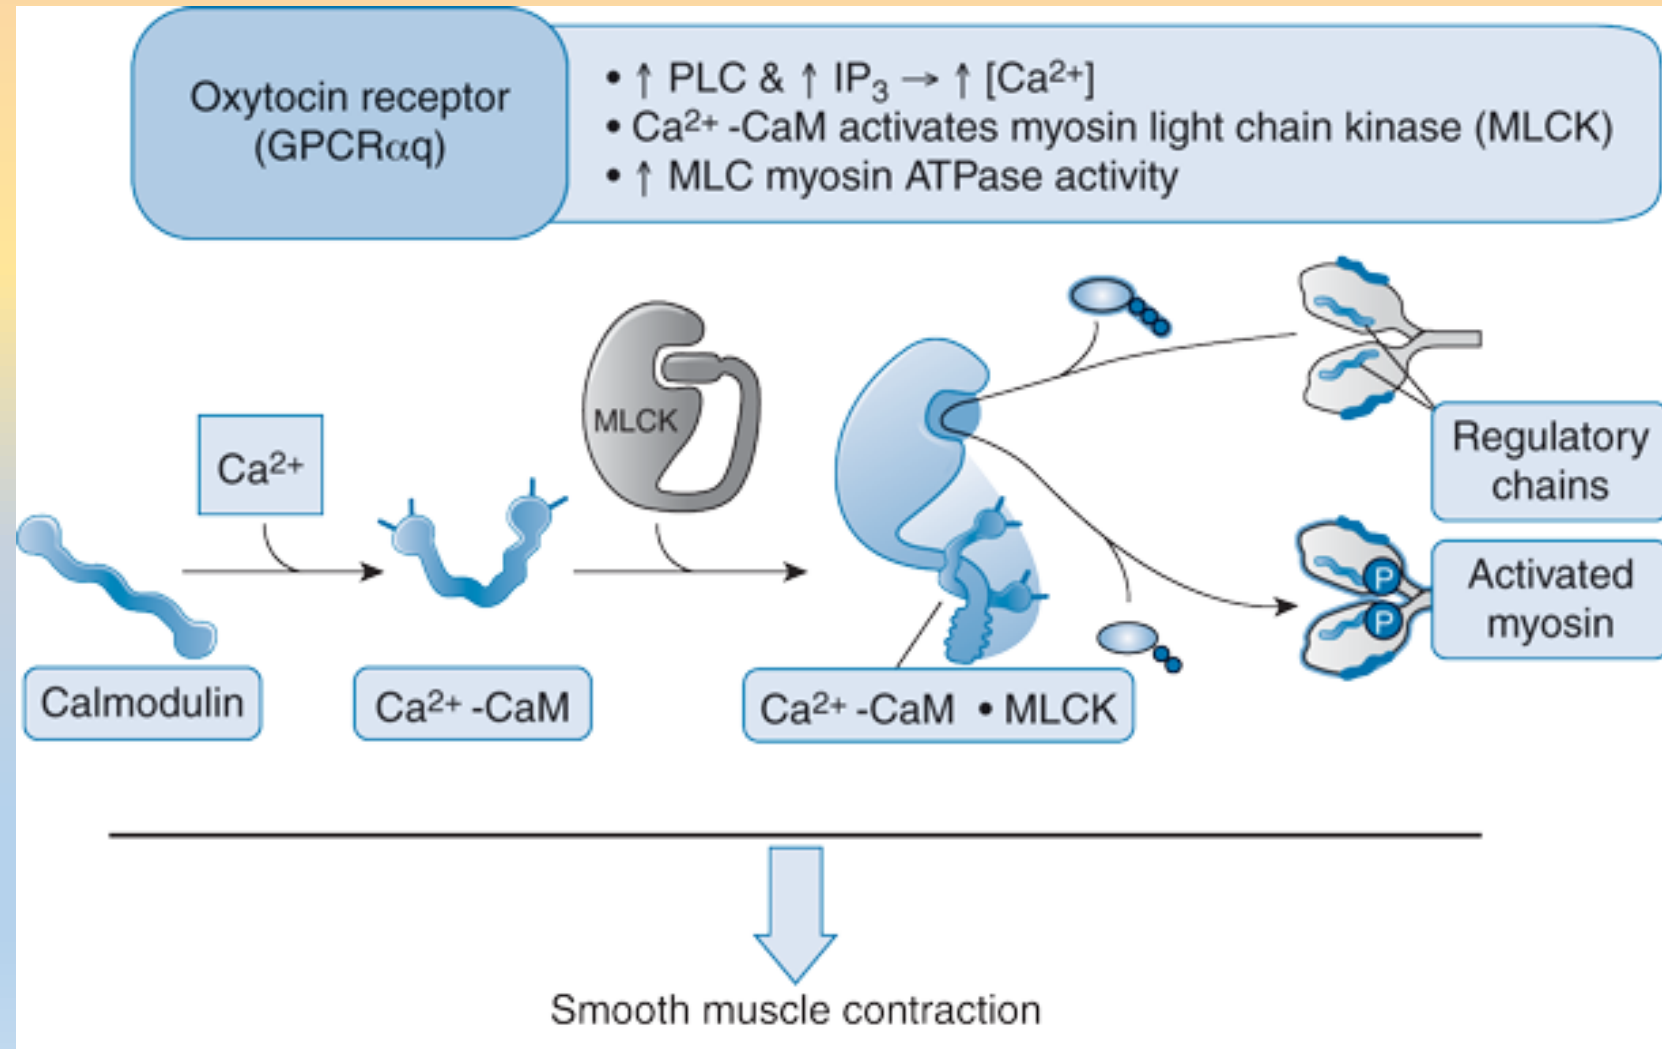 Oxytocin receptor
(GPCRαq)
• ↑ PLC & ↑ IP₃ → ↑ [Ca²⁺]
• Ca²⁺ -CaM activates myosin light chain kinase (MLCK)
• ↑ MLC myosin ATPase activity
MLCK
Ca²⁺
Regulatory
chains
P
P
Activated
myosin
Calmodulin
Ca²⁺ -CaM
Ca²⁺ -CaM • MLCK
Smooth muscle contraction